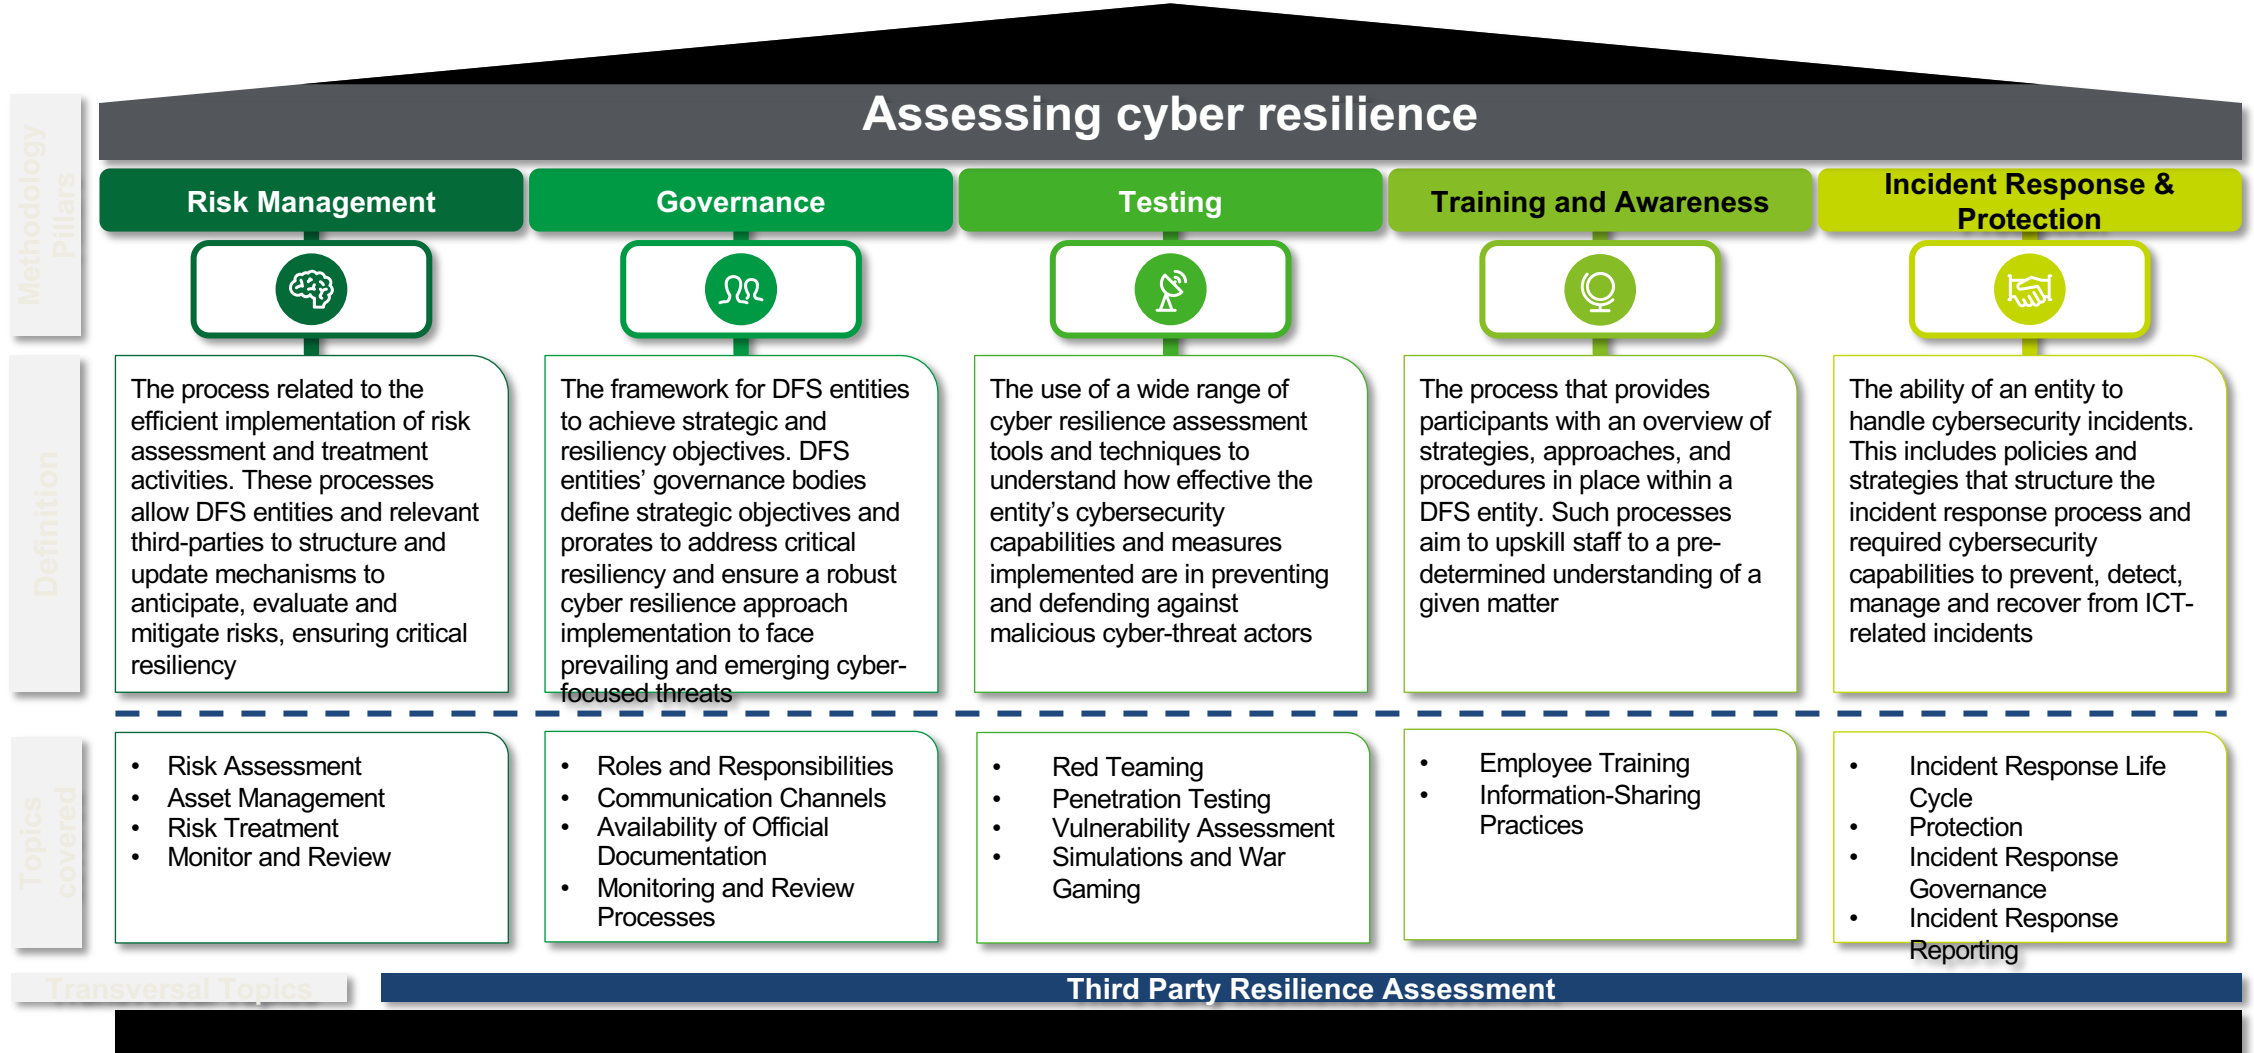 Assessing cyber resilience
Methodology
Pillars
Risk Management
Governance
Testing
Training and Awareness
Incident Response &
Protection
Definition
The process related to the
efficient implementation of risk
assessment and treatment
activities. These processes
allow DFS entities and relevant
third-parties to structure and
update mechanisms to
anticipate, evaluate and
mitigate risks, ensuring critical
resiliency
The framework for DFS entities
to achieve strategic and
resiliency objectives. DFS
entities’ governance bodies
define strategic objectives and
prorates to address critical
resiliency and ensure a robust
cyber resilience approach
implementation to face
prevailing and emerging cyber-
focused threats
The use of a wide range of
cyber resilience assessment
tools and techniques to
understand how effective the
entity’s cybersecurity
capabilities and measures
implemented are in preventing
and defending against
malicious cyber-threat actors
The process that provides
participants with an overview of
strategies, approaches, and
procedures in place within a
DFS entity. Such processes
aim to upskill staff to a pre-
determined understanding of a
given matter
The ability of an entity to
handle cybersecurity incidents.
This includes policies and
strategies that structure the
incident response process and
required cybersecurity
capabilities to prevent, detect,
manage and recover from ICT-
related incidents
Topics
covered
• Risk Assessment
• Asset Management
• Risk Treatment
• Monitor and Review
• Roles and Responsibilities
• Communication Channels
• Availability of Official
Documentation
• Monitoring and Review
Processes
• Red Teaming
• Penetration Testing
• Vulnerability Assessment
• Simulations and War
Gaming
• Employee Training
• Information-Sharing
Practices
• Incident Response Life
Cycle
• Protection
• Incident Response
Governance
• Incident Response
Reporting
Transversal Topics
Third Party Resilience Assessment